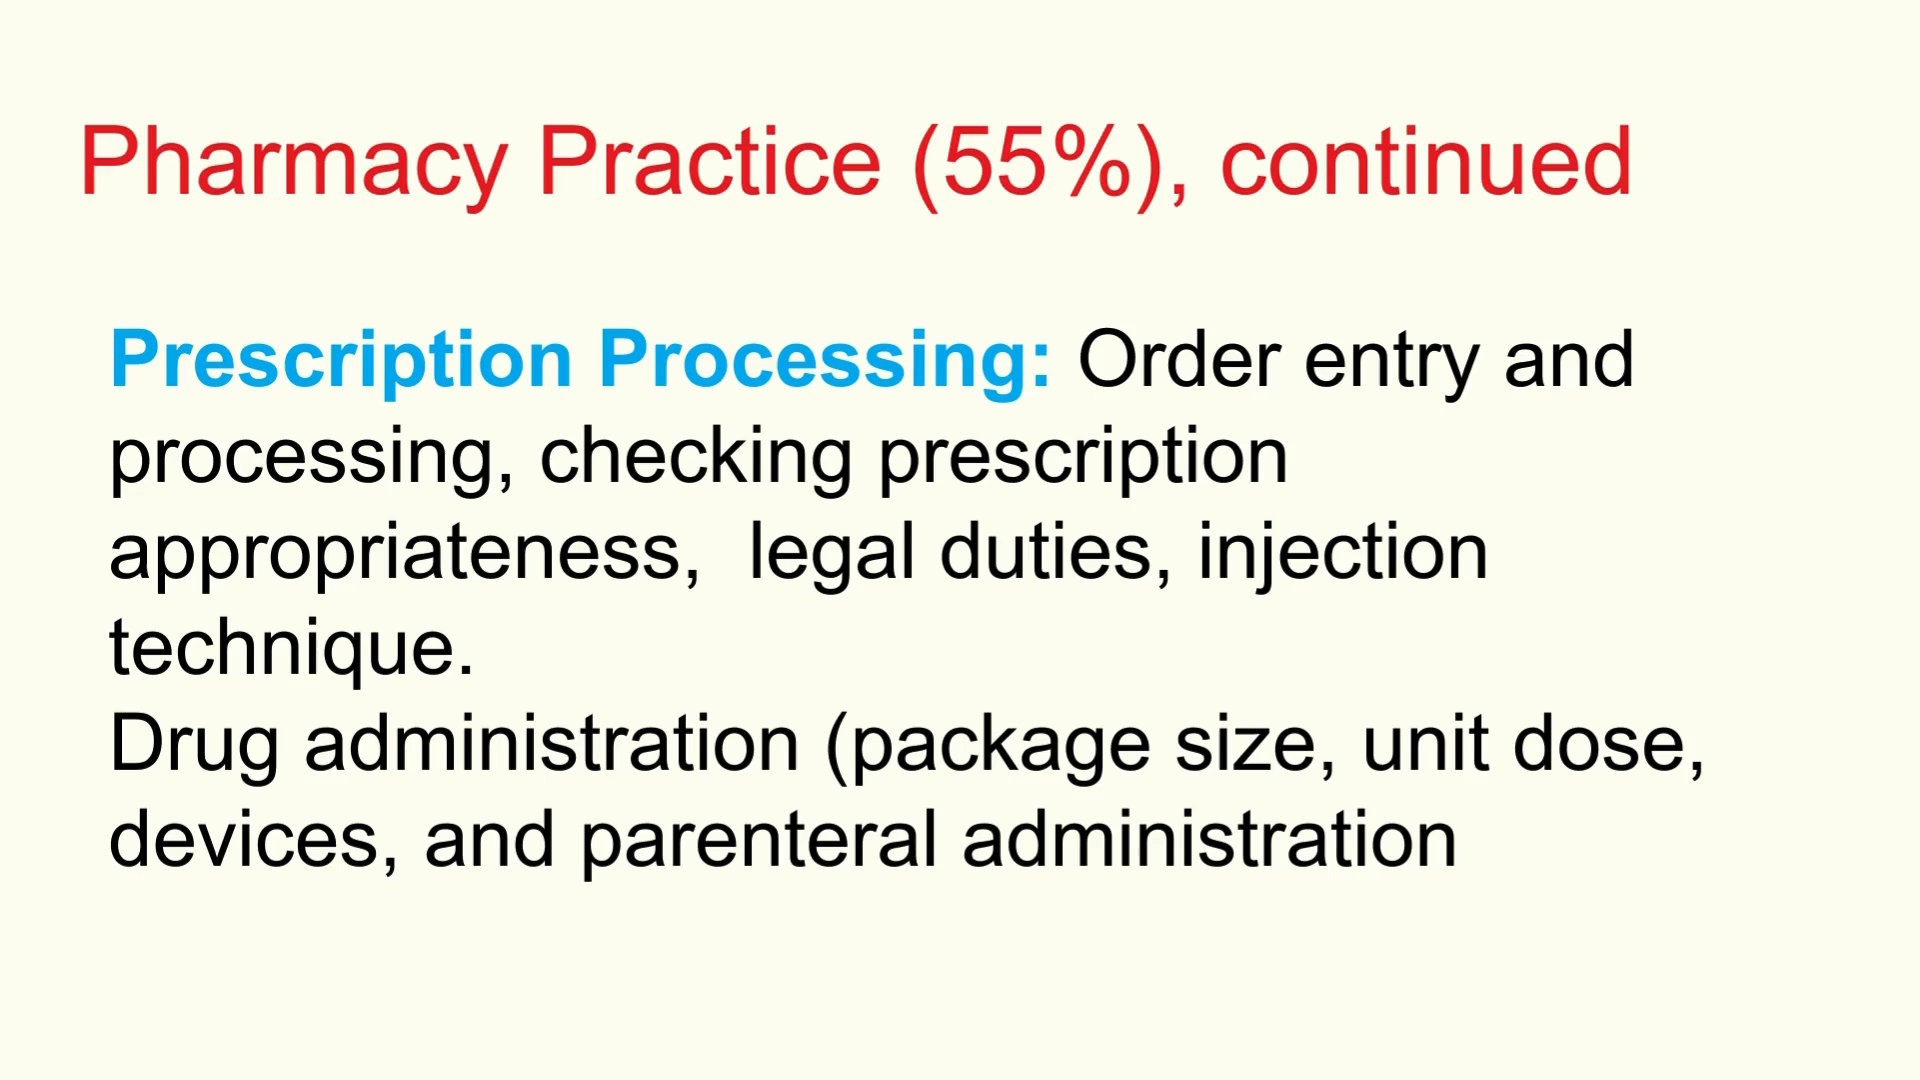 Pharmacy Practice (55%), continued
Prescription Processing: Order entry and
processing, checking prescription
appropriateness,  legal duties, injection
technique.
Drug administration (package size, unit dose,
devices, and parenteral administration